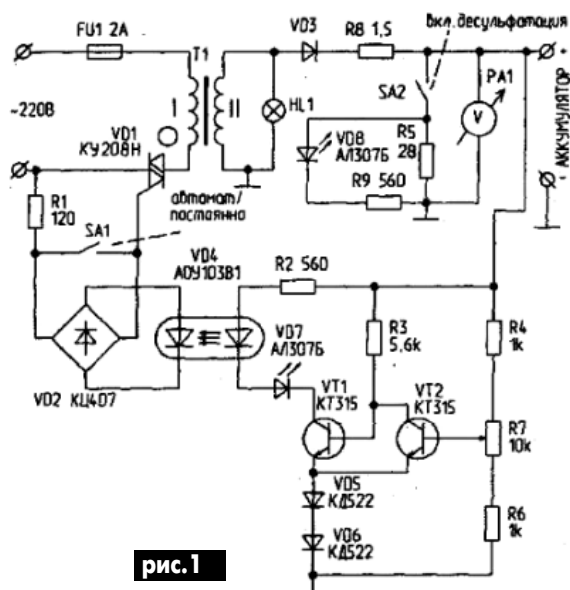 FU1 2A
T1
VD3
R8 1,5
вкл. десульфатация
+
~220В
I
II
HL1
SA2
PA1
V
VD1
КУ208Н
VD8
АЛ307Б
R5
28
R9 560
АККУМУЛЯТОР
-
R1
120
SA1
автомат/
постоянно
VD4
АОУ103В1
R2 560
VD7
АЛ307Б
R3
5,6k
R4
1k
VD2 КЦ407
VT1
КТ315
VT2
КТ315
R7
10k
VD5
КД522
VD6
КД522
R6
1k
рис.1